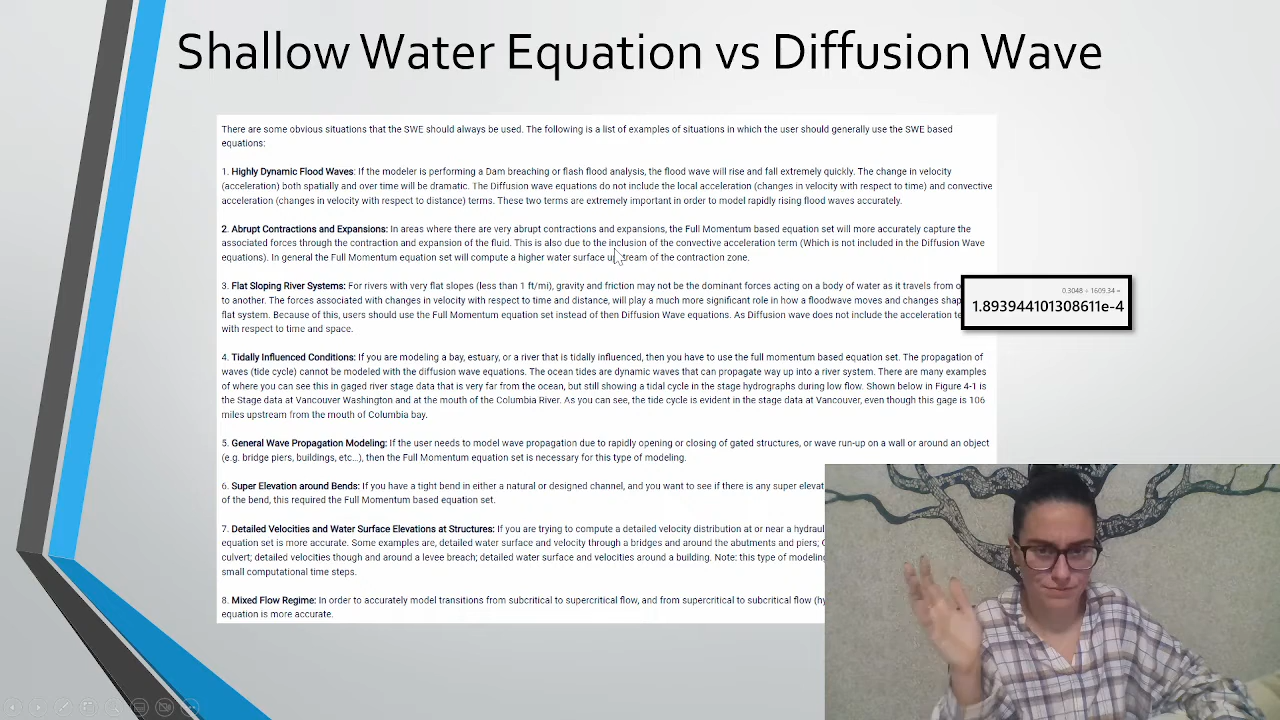 Shallow Water Equation vs Diffusion Wave
There are some obvious situations that the SWE should always be used. The following is a list of examples of situations in which the user should generally use the SWE based
equations:
1. Highly Dynamic Flood Waves: If the modeler is performing a Dam breaching or flash flood analysis, the flood wave will rise and fall extremely quickly. The change in velocity
(acceleration) both spatially and over time will be dramatic. The Diffusion wave equations do not include the local acceleration (changes in velocity with respect to time) and convective
acceleration (changes in velocity with respect to distance) terms. These two terms are extremely important in order to model rapidly rising flood waves accurately.
2. Abrupt Contractions and Expansions: In areas where there are very abrupt contractions and expansions, the Full Momentum based equation set will more accurately capture the
associated forces through the contraction and expansion of the fluid. This is also due to the inclusion of the convective acceleration term (Which is not included in the Diffusion Wave
equations). In general the Full Momentum equation set will compute a higher water surface upstream of the contraction zone.
3. Flat Sloping River Systems: For rivers with very flat slopes (less than 1 ft/mi), gravity and friction may not be the dominant forces acting on a body of water as it travels from
to another. The forces associated with changes in velocity with respect to time and distance, will play a much more significant role in how a floodwave moves and changes
flat system. Because of this, users should use the Full Momentum equation set instead of then Diffusion Wave equations. As Diffusion wave does not include the acceleration
with respect to time and space.
0.3048 ÷ 1609.34 =
1.893944101308611e-4
4. Tidally Influenced Conditions: If you are modeling a bay, estuary, or a river that is tidally influenced, then you have to use the full momentum based equation set. The propagation of
waves (tide cycle) cannot be modeled with the diffusion wave equations. The ocean tides are dynamic waves that can propagate way up into a river system. There are many examples
of where you can see this in gaged river stage data that is very far from the ocean, but still showing a tidal cycle in the stage hydrographs during low flow. Shown below in Figure 4-1 is
the Stage data at Vancouver Washington and at the mouth of the Columbia River. As you can see, the tide cycle is evident in the stage data at Vancouver, even though this gage is 106
miles upstream from the mouth of Columbia bay.
5. General Wave Propagation Modeling: If the user needs to model wave propagation due to rapidly opening or closing of gated structures, or wave run-up on a wall or around an object
(e.g. bridge piers, buildings, etc...), then the Full Momentum equation set is necessary for this type of modeling.
6. Super Elevation around Bends: If you have a tight bend in either a natural or designed channel, and you want to see if there is any super
of the bend, this required the Full Momentum based equation set.
7. Detailed Velocities and Water Surface Elevations at Structures: If you are trying to compute a detailed velocity distribution at or near a
equation set is more accurate. Some examples are, detailed water surface and velocity through a bridges and around the abutments and piers;
culvert; detailed velocities though and around a levee breach; detailed water surface and velocities around a building. Note: this type of
small computational time steps.
8. Mixed Flow Regime: In order to accurately model transitions from subcritical to supercritical flow, and from supercritical to subcritical flow
equation is more accurate.